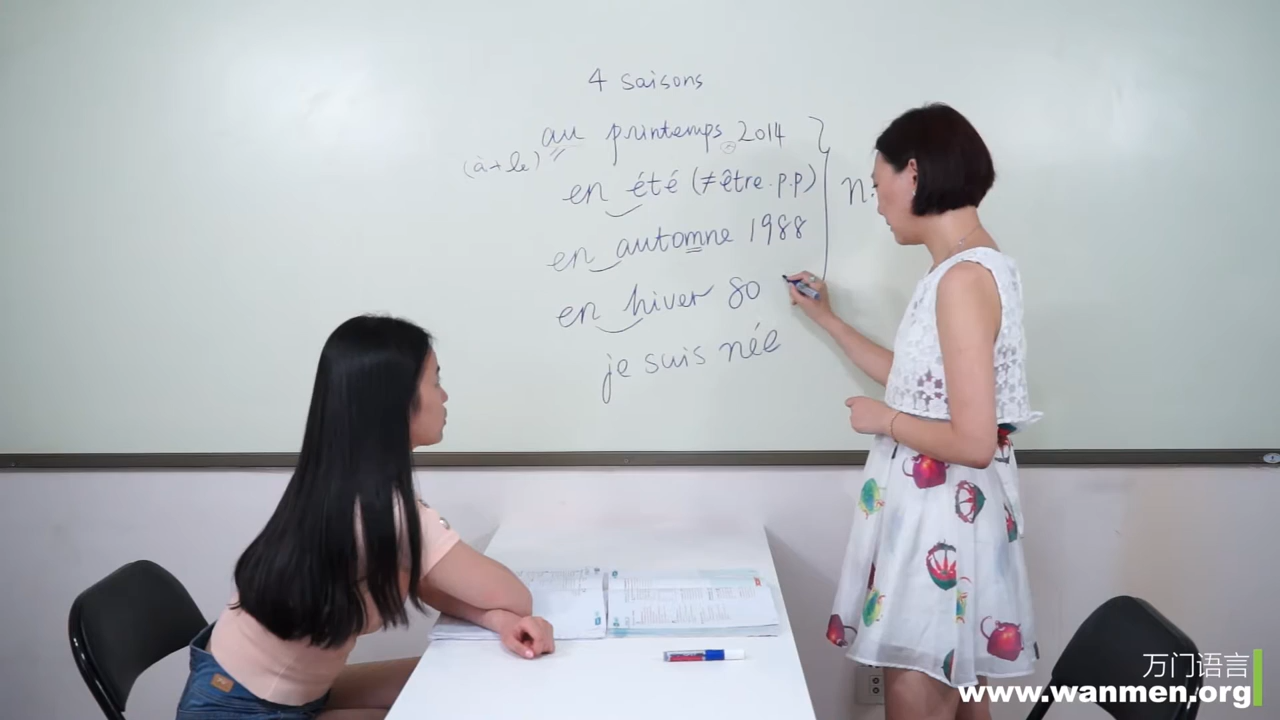 4 saisons
au printemps 2014
(à+le)
en été (≠être.p.p)
n.
en automne 1988
en hiver 80
je suis née
万门语言
www.wanmen.org